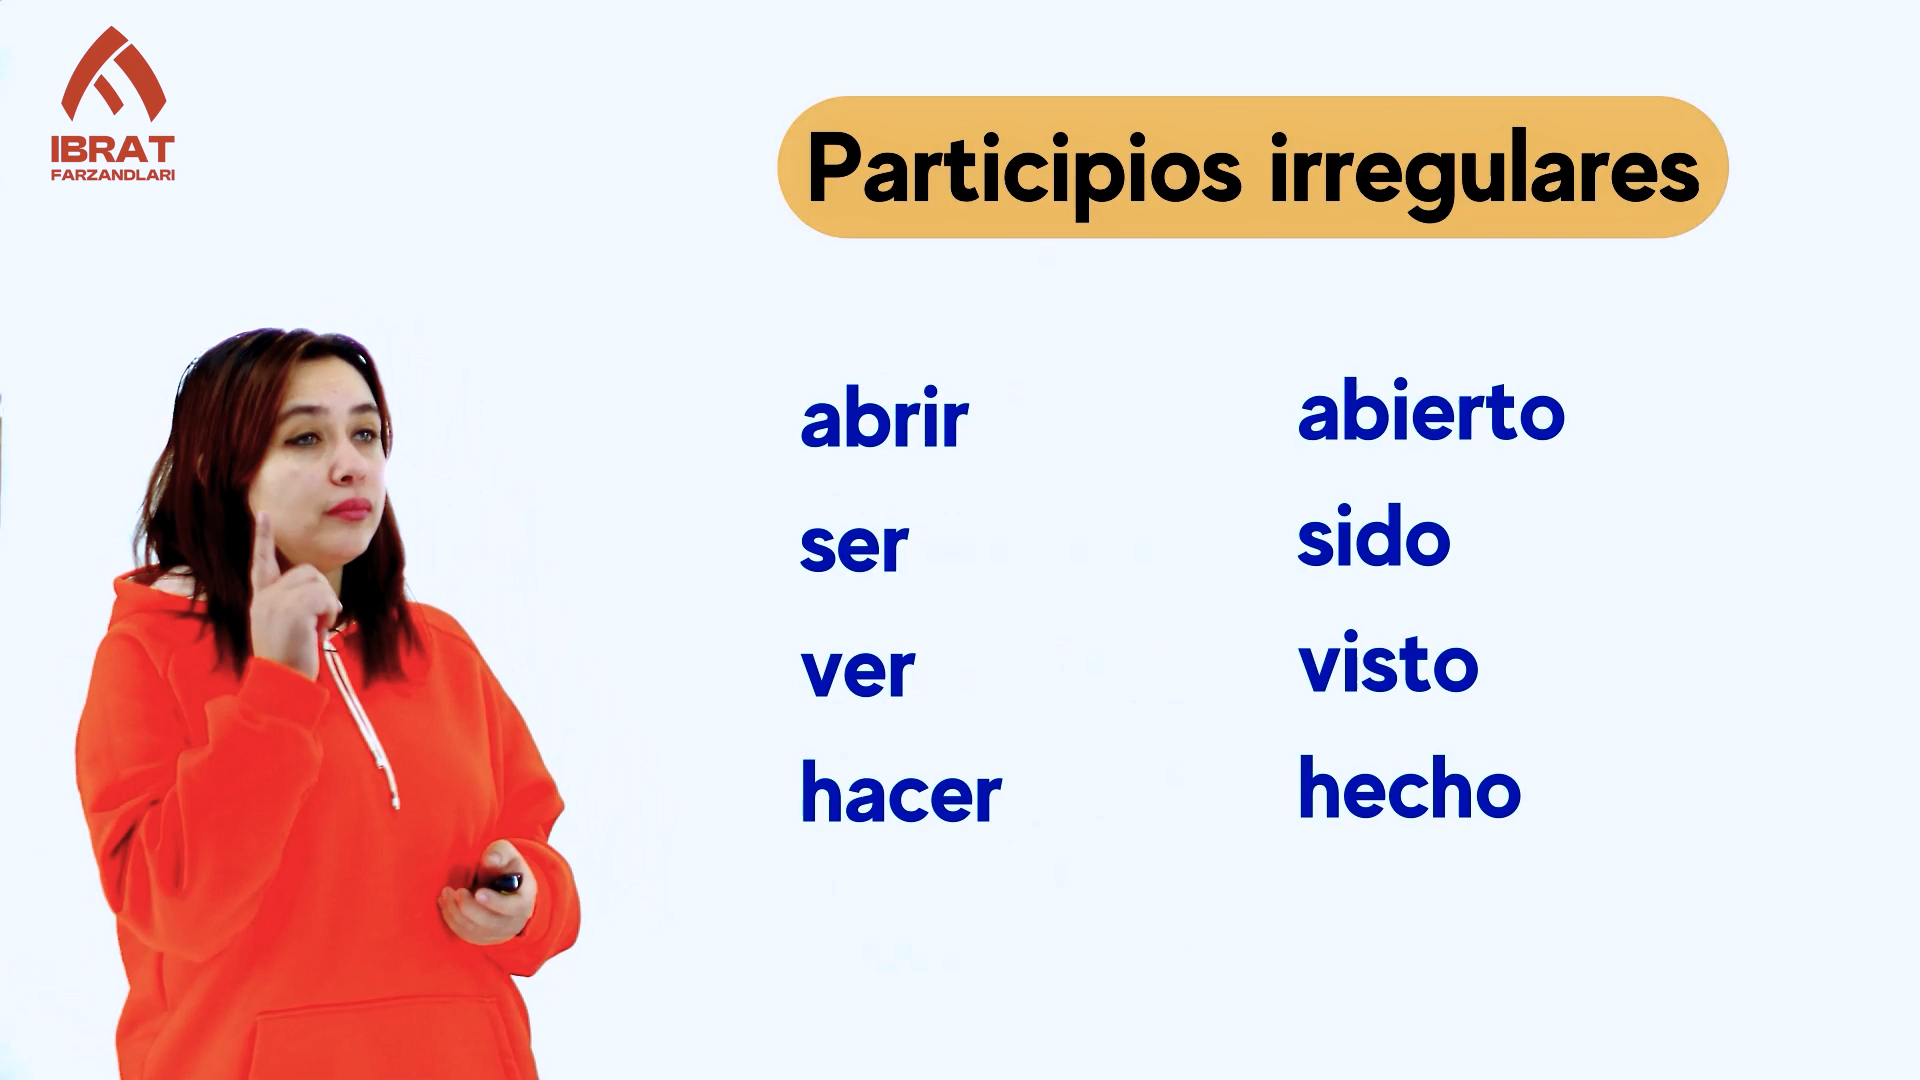 IBRAT
FARZANDLARI
Participios irregulares
abrir abierto
ser sido
ver visto
hacer hecho